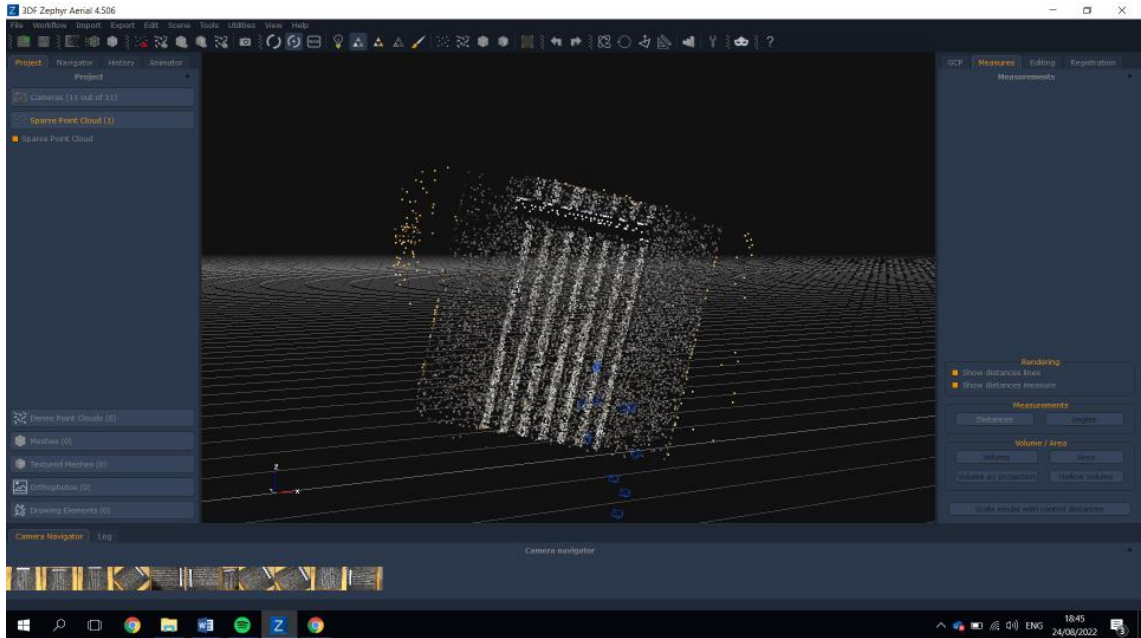 3DF Zephyr Aerial 4.506
File Workflow Import Export Edit Scene Tools Utilities View Help
Project Navigator History Animator
Project
Cameras (11 out of 11)
Sparse Point Cloud (1)
Sparse Point Cloud
Dense Point Clouds (0)
Meshes (0)
Textured Meshes (0)
Orthophotos (0)
Drawing Elements (0)
Z
X
GCP Measures Editing Registration
Measurements
Rendering
Show distances lines
Show distances measure
Measurements
Distances Angles
Volume / Area
Volume Area
Volume w/ projection Hollow volume
Scale model with control distances
Camera Navigator Log
Camera navigator
ENG
18:45
24/08/2022
3